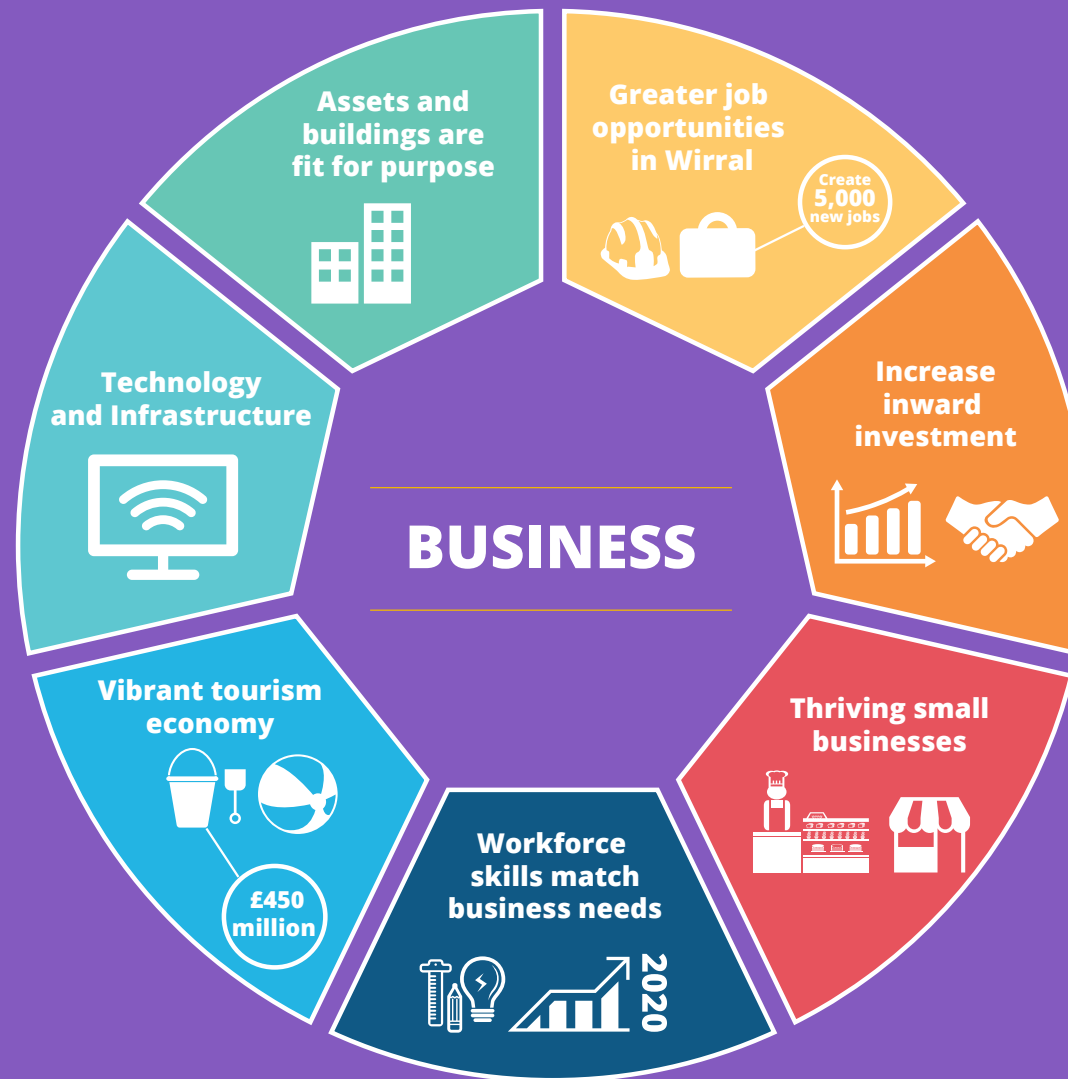 Assets and
buildings are
fit for purpose
Greater job
opportunities
in Wirral
Create
5,000
new jobs
Technology
and Infrastructure
Increase
inward
investment
BUSINESS
Vibrant tourism
economy
£450
million
Thriving small
businesses
Workforce
skills match
business needs
2020